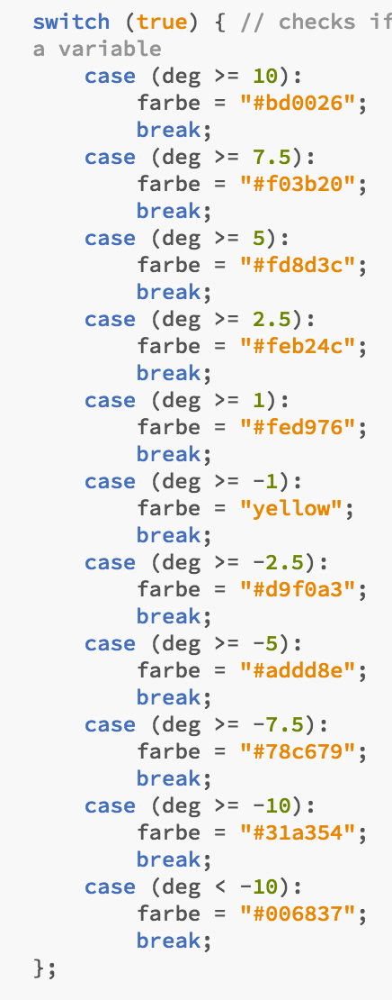 switch (true) { // checks if
a variable
case (deg >= 10):
farbe = "#bd0026";
break;
case (deg >= 7.5):
farbe = "#f03b20";
break;
case (deg >= 5):
farbe = "#fd8d3c";
break;
case (deg >= 2.5):
farbe = "#feb24c";
break;
case (deg >= 1):
farbe = "#fed976";
break;
case (deg >= -1):
farbe = "yellow";
break;
case (deg >= -2.5):
farbe = "#d9f0a3";
break;
case (deg >= -5):
farbe = "#addd8e";
break;
case (deg >= -7.5):
farbe = "#78c679";
break;
case (deg >= -10):
farbe = "#31a354";
break;
case (deg < -10):
farbe = "#006837";
break;
};